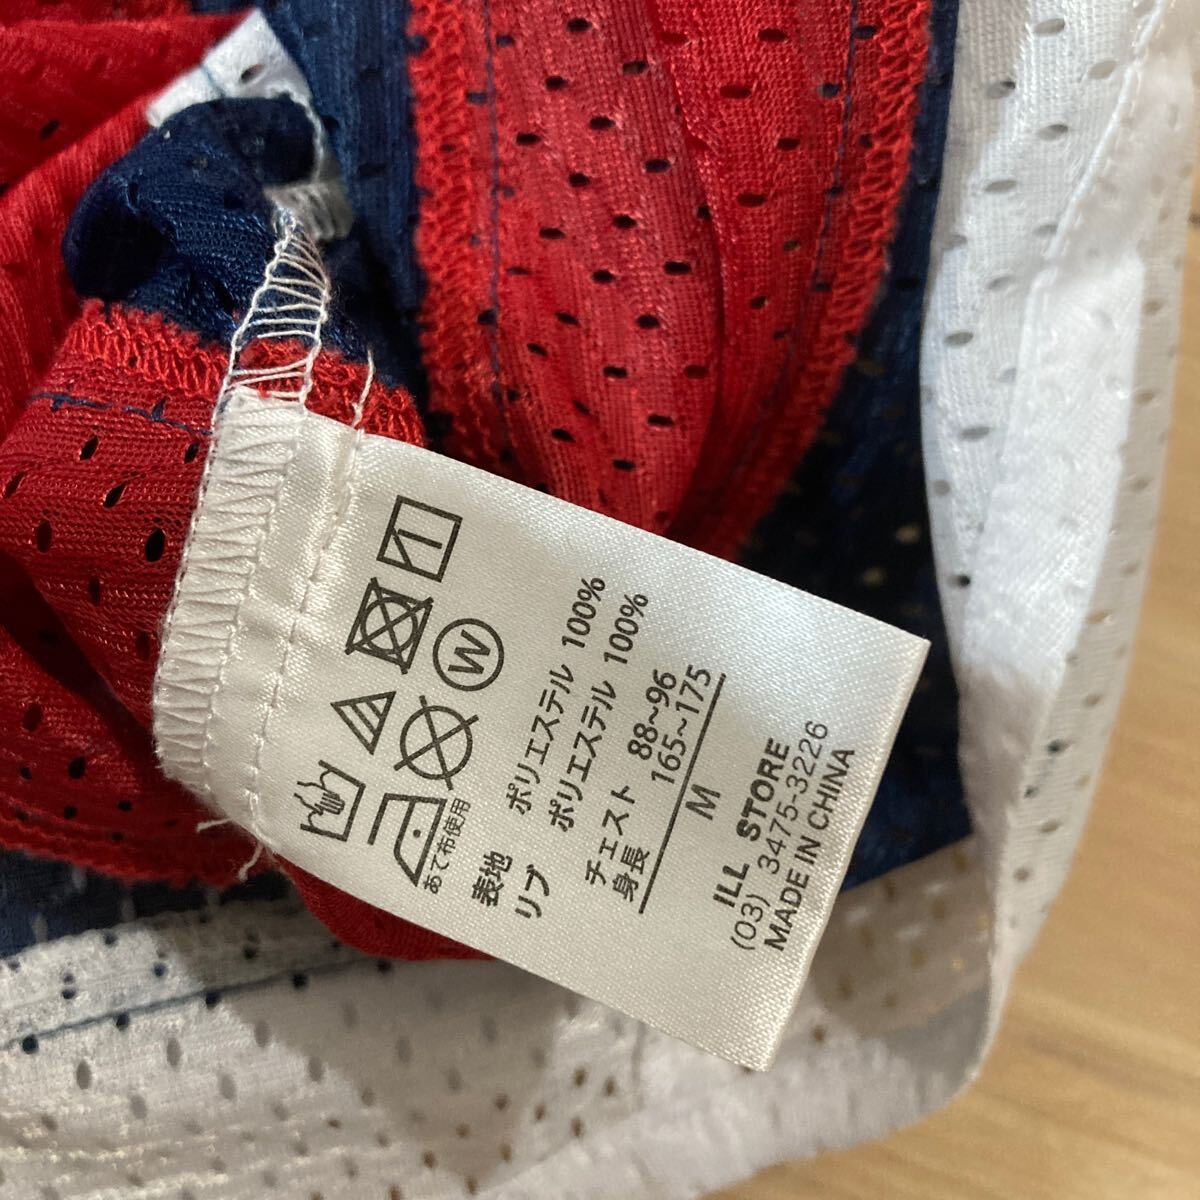 W
あて布使用
表地 ポリエステル 100%
リブ ポリエステル 100%
チェスト 88~96
身長 165~175
M
ILL STORE
(03) 3475-3226
MADE IN CHINA